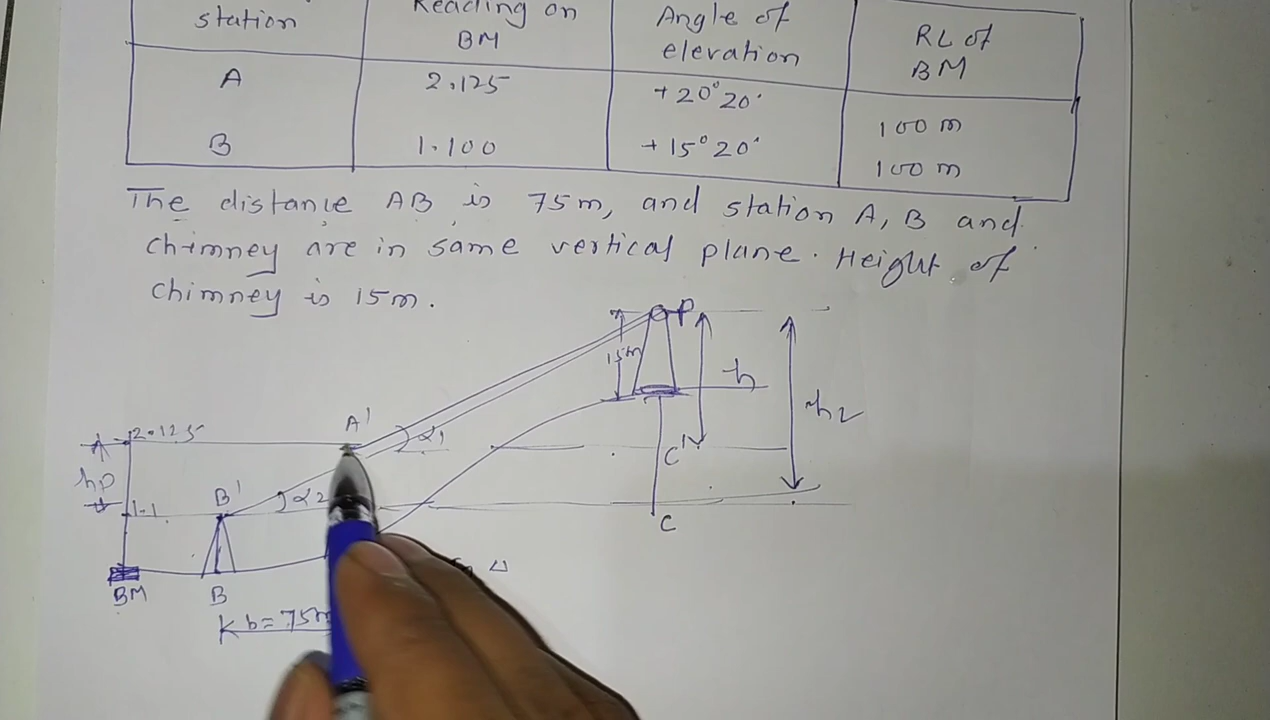 station
Reading on
BM
Angle of
elevation
RL of
BM
A
2.125
+20°20'
100 m
B
1.100
+15°20'
100 m
The distance AB is 75m, and station A, B and
chimney are in same vertical plane. Height of
chimney is 15m.
P
15m
h
h2
A'
2.125
α1
C'
hp
B'
α2
1.1
C
BM
B
b=75m